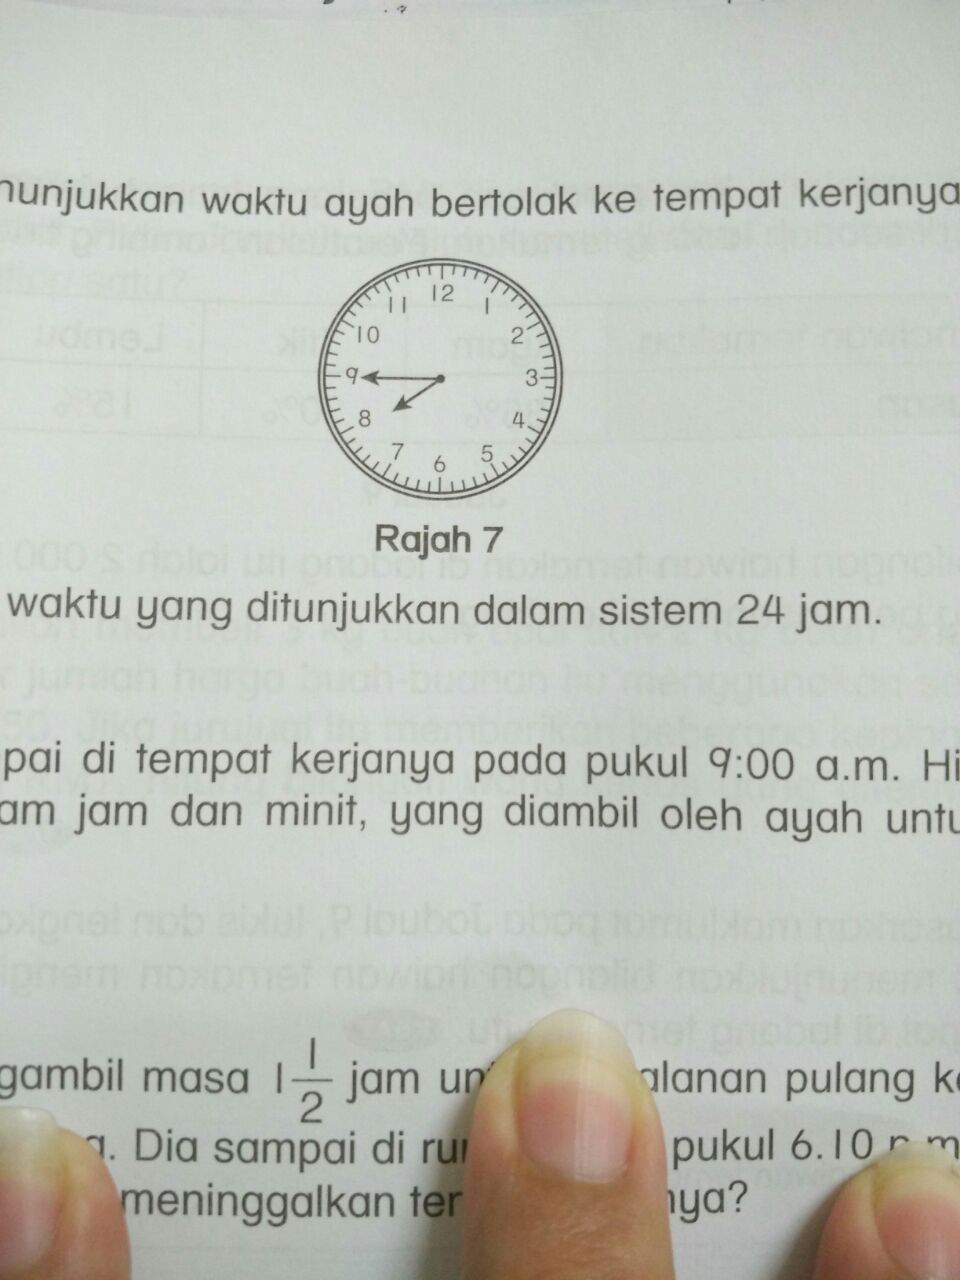 nunjukkan waktu ayah bertolak ke tempat kerjanya
12
11 1
10 2
9 3
8 4
7 5
6
Rajah 7
waktu yang ditunjukkan dalam sistem 24 jam.
pai di tempat kerjanya pada pukul 9:00 a.m. Hi
am jam dan minit, yang diambil oleh ayah untu
gambil masa 1 1/2 jam un alanan pulang ke
a. Dia sampai di ru pukul 6.10 p.m
meninggalkan ter nya?